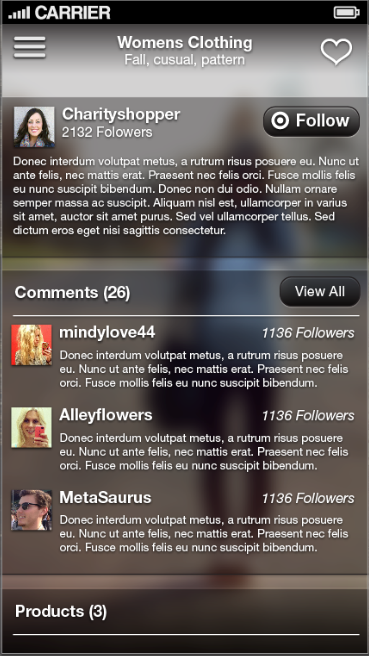 CARRIER
Womens Clothing
Fall, cusual, pattern
Charityshopper
2132 Folowers
Follow
Donec interdum volutpat metus, a rutrum risus posuere eu. Nunc ut
ante felis, nec mattis erat. Praesent nec felis orci. Fusce mollis felis
eu nunc suscipit bibendum. Donec non dui odio. Nullam ornare
semper massa ac suscipit. Aliquam nisl est, ullamcorper in varius
sit amet, auctor sit amet purus. Sed vel ullamcorper tellus. Sed
dictum eros eget nisi sagittis consectetur.
Comments (26)
View All
mindylove44
1136 Followers
Donec interdum volutpat metus, a rutrum risus posuere
eu. Nunc ut ante felis, nec mattis erat. Praesent nec felis
orci. Fusce mollis felis eu nunc suscipit bibendum.
Alleyflowers
1136 Followers
Donec interdum volutpat metus, a rutrum risus posuere
eu. Nunc ut ante felis, nec mattis erat. Praesent nec felis
orci. Fusce mollis felis eu nunc suscipit bibendum.
MetaSaurus
1136 Followers
Donec interdum volutpat metus, a rutrum risus posuere
eu. Nunc ut ante felis, nec mattis erat. Praesent nec felis
orci. Fusce mollis felis eu nunc suscipit bibendum.
Products (3)